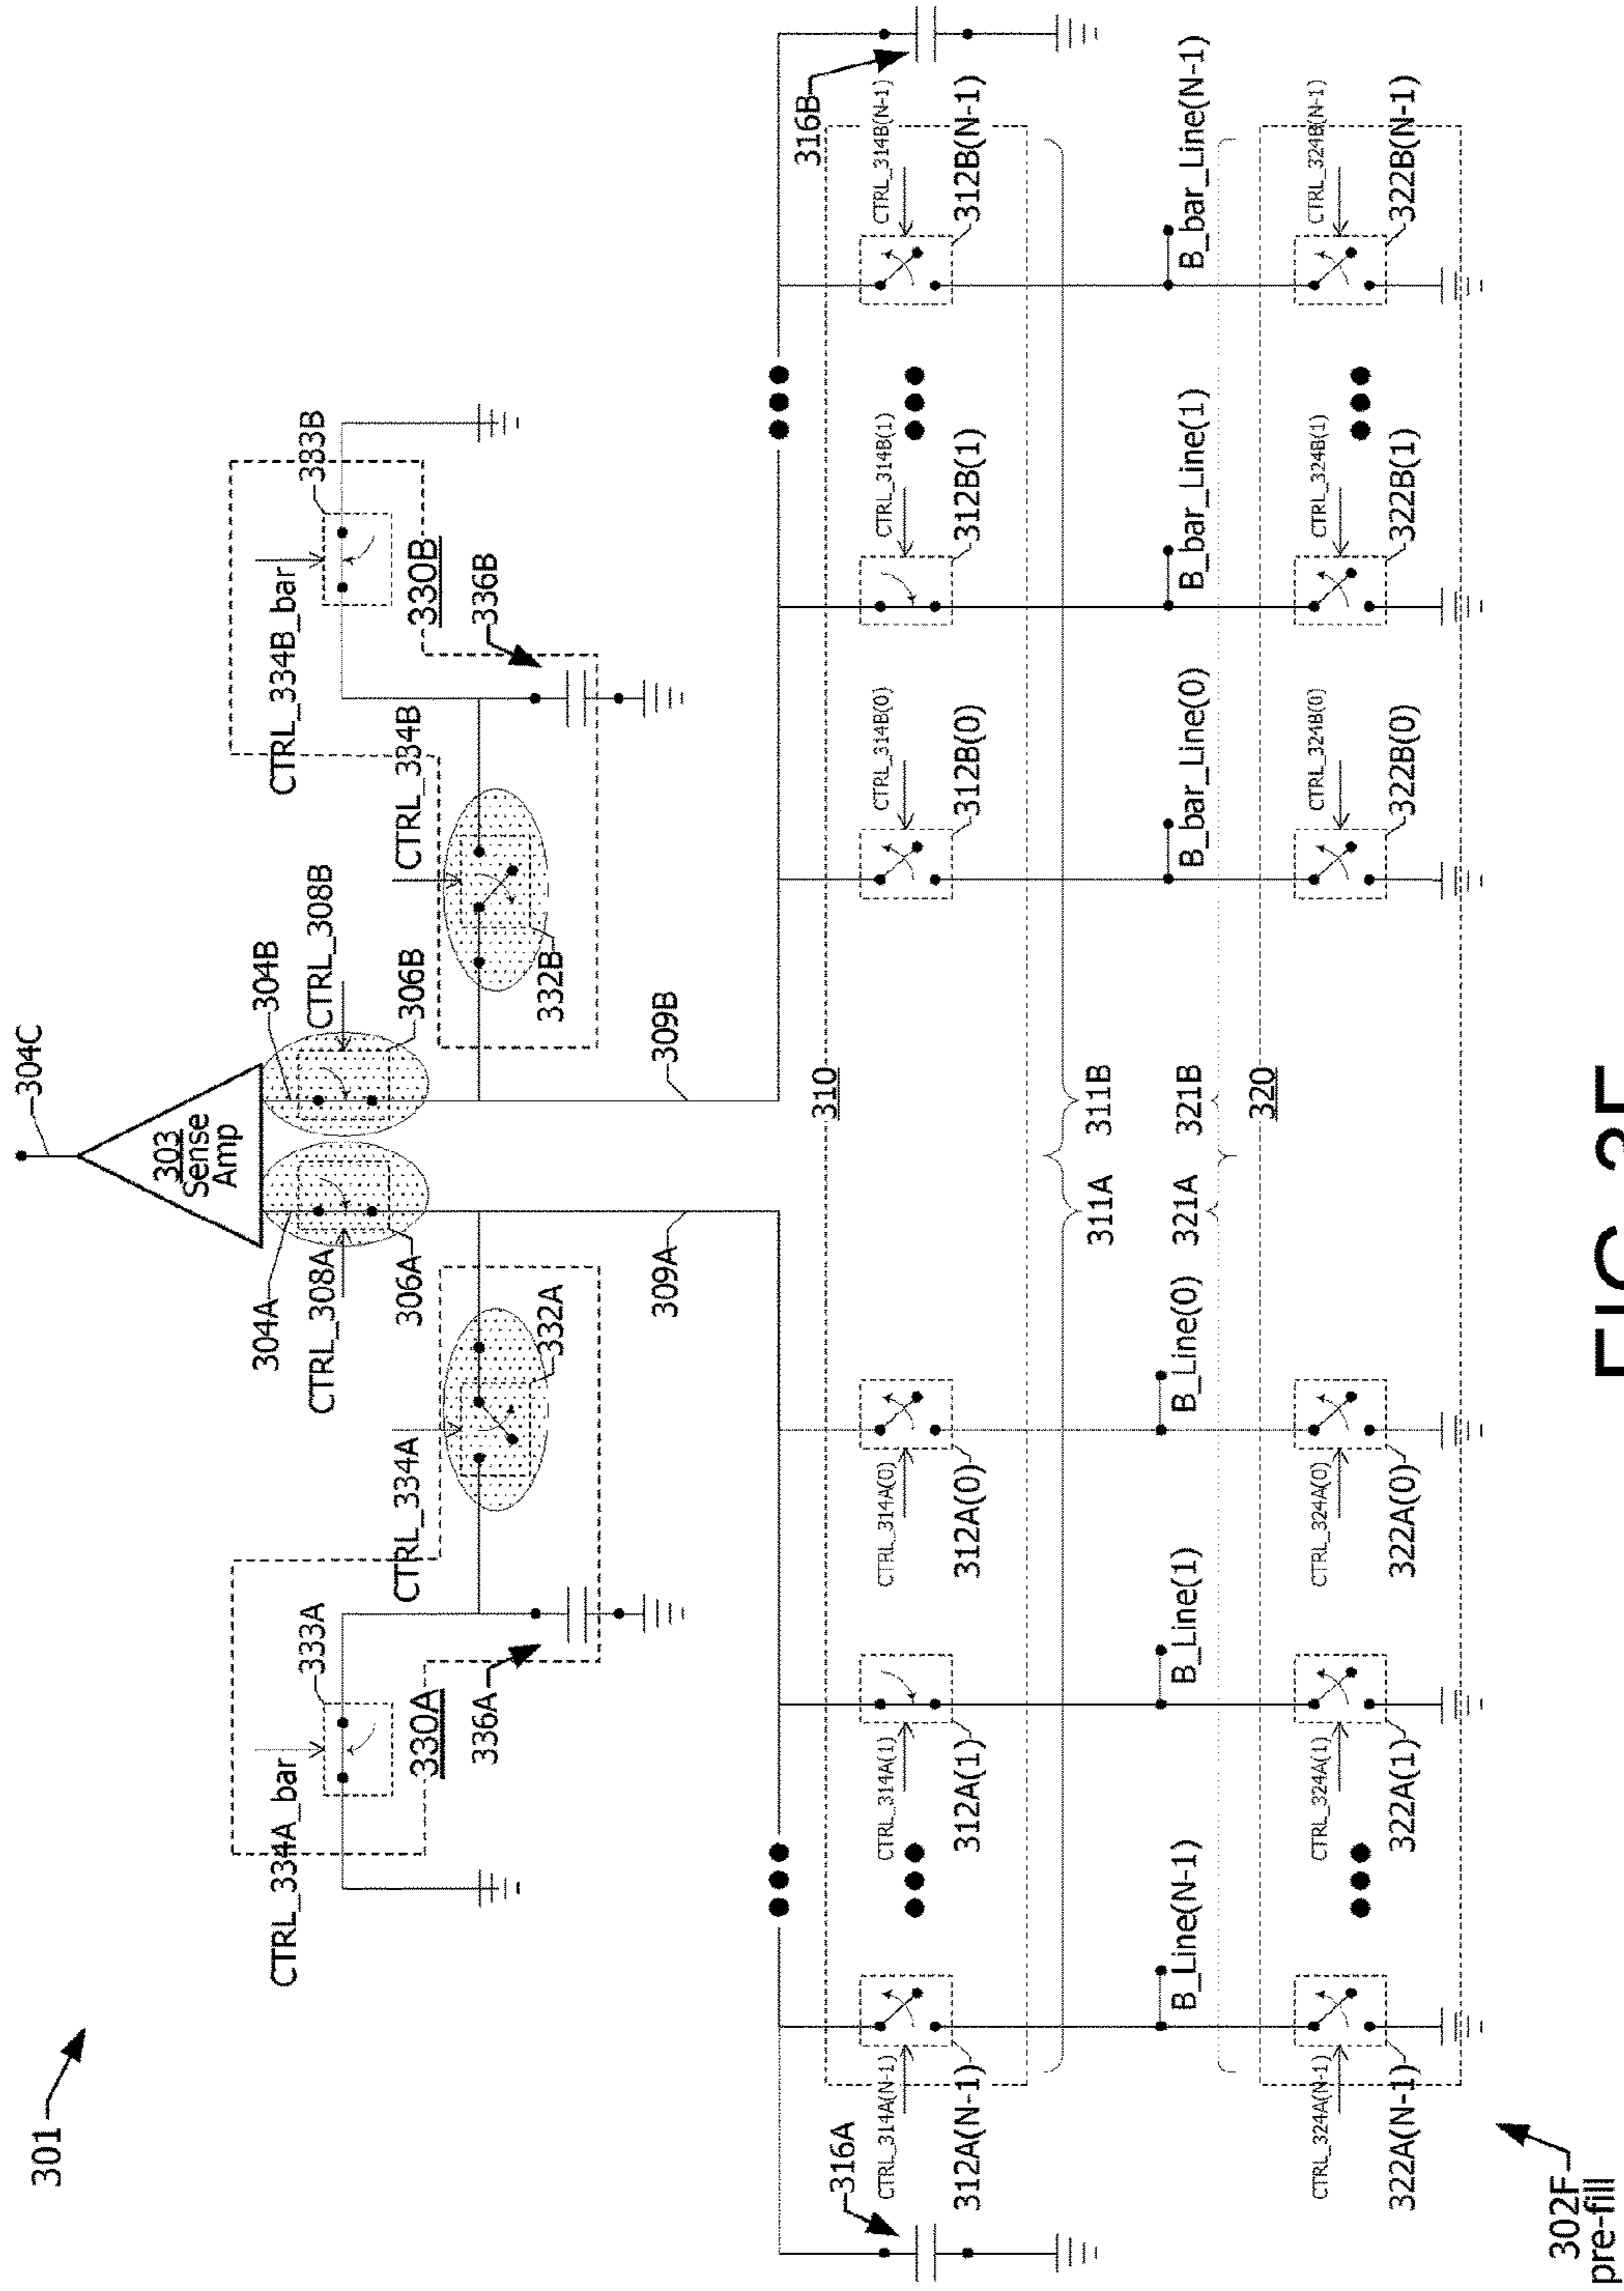 301
304C
303
Sense
Amp
304A
304B
CTRL_308A
CTRL_308B
306A
306B
CTRL_334A_bar
333A
CTRL_334B_bar
333B
330A
330B
CTRL_334A
CTRL_334B
336A
336B
332A
332B
309A
309B
316A
316B
310
CTRL_314A(N-1)
CTRL_314A(1)
CTRL_314A(0)
CTRL_314B(0)
CTRL_314B(1)
CTRL_314B(N-1)
312A(N-1)
312A(1)
312A(0)
312B(0)
312B(1)
312B(N-1)
311A
311B
B_Line(N-1)
B_Line(1)
B_Line(0)
321A
321B
B_bar_Line(0)
B_bar_Line(1)
B_bar_Line(N-1)
320
CTRL_324A(N-1)
CTRL_324A(1)
CTRL_324A(0)
CTRL_324B(0)
CTRL_324B(1)
CTRL_324B(N-1)
322A(N-1)
322A(1)
322A(0)
322B(0)
322B(1)
322B(N-1)
302F
pre-fill